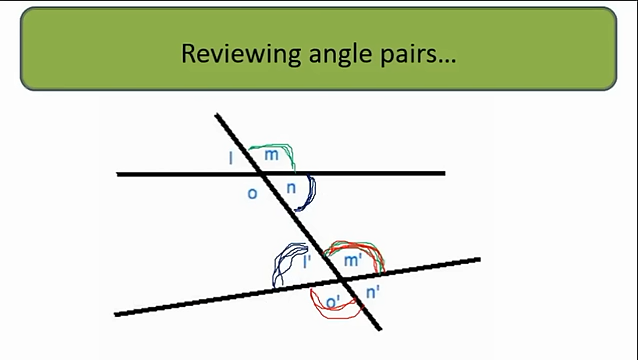 Reviewing angle pairs...
l m
o n
l' m'
o' n'